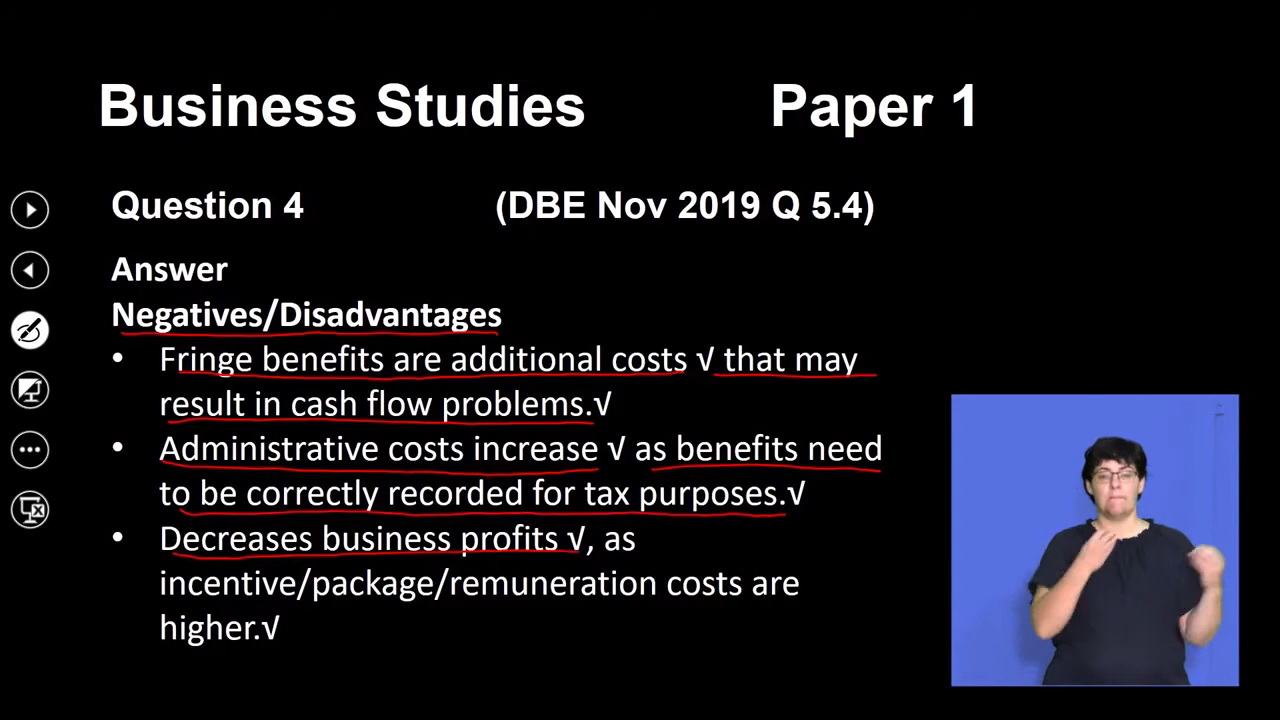 Business Studies Paper 1
Question 4 (DBE Nov 2019 Q 5.4)
Answer
Negatives/Disadvantages
• Fringe benefits are additional costs √ that may
result in cash flow problems.√
• Administrative costs increase √ as benefits need
to be correctly recorded for tax purposes.√
• Decreases business profits √, as
incentive/package/remuneration costs are
higher.√